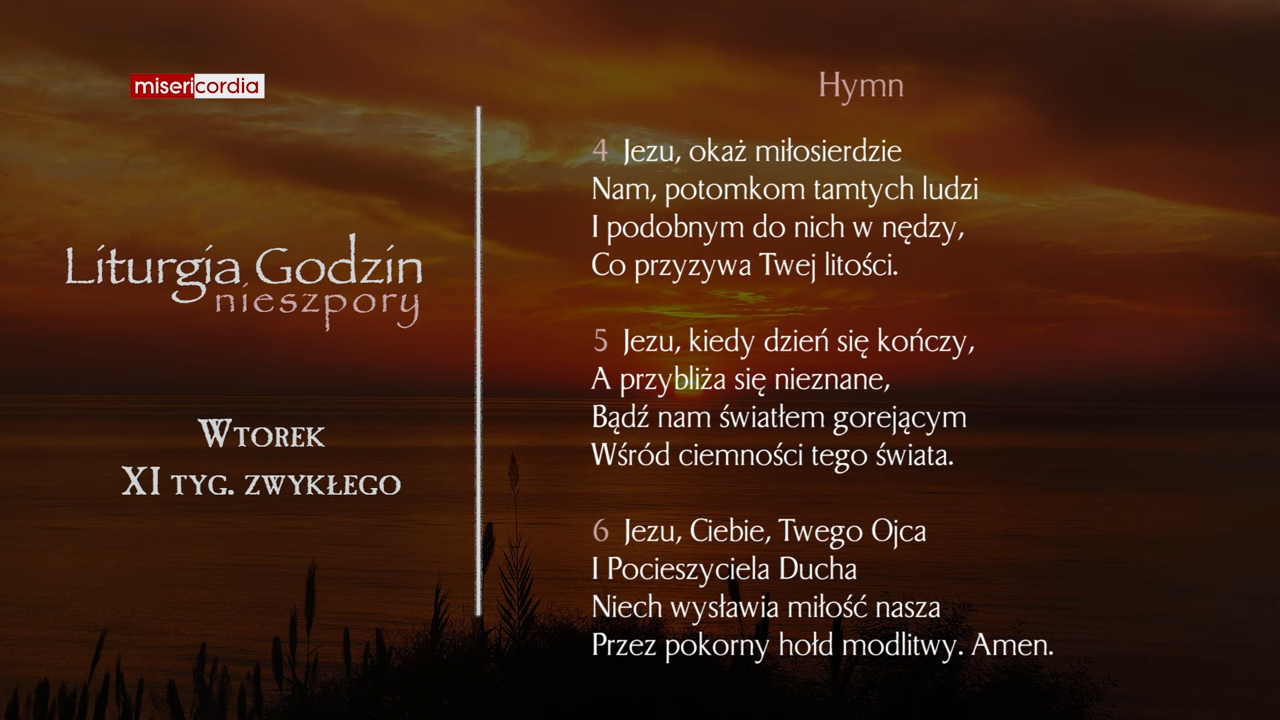 misericordia
Liturgia Godzin
nieszpory
Wtorek
XI tyg. zwykłego
Hymn
4 Jezu, okaż miłosierdzie
Nam, potomkom tamtych ludzi
I podobnym do nich w nędzy,
Co przyzywa Twej litości.
5 Jezu, kiedy dzień się kończy,
A przybliża się nieznane,
Bądź nam światłem gorejącym
Wśród ciemności tego świata.
6 Jezu, Ciebie, Twego Ojca
I Pocieszyciela Ducha
Niech wysławia miłość nasza
Przez pokorny hołd modlitwy. Amen.